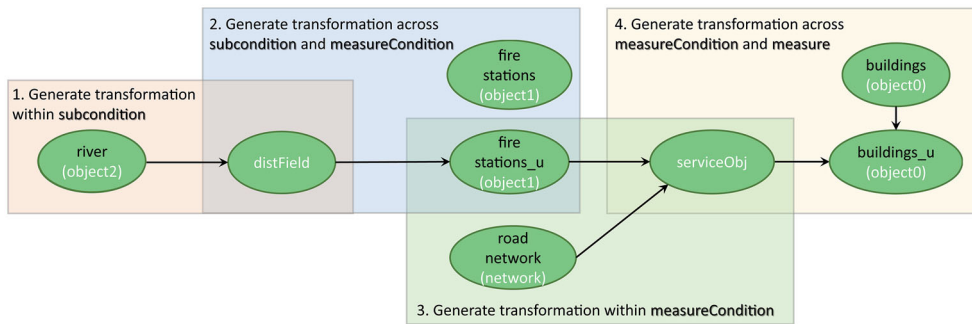 2. Generate transformation across
subcondition and measureCondition
4. Generate transformation across
measureCondition and measure
fire
stations
(object1)
buildings
(object0)
1. Generate transformation
within subcondition
river
(object2)
distField
fire
stations_u
(object1)
serviceObj
buildings_u
(object0)
road
network
(network)
3. Generate transformation within measureCondition